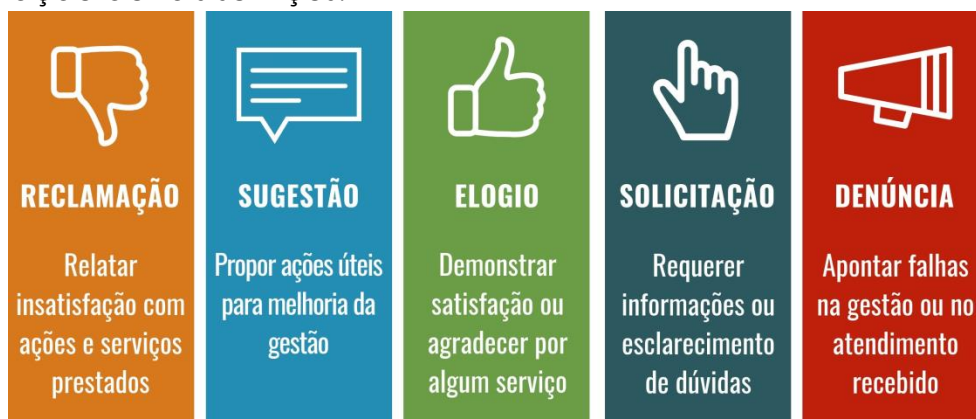 RECLAMAÇÃO
Relatar
insatisfação com
ações e serviços
prestados
SUGESTÃO
Propor ações úteis
para melhoria da
gestão
ELOGIO
Demonstrar
satisfação ou
agradecer por
algum serviço
SOLICITAÇÃO
Requerer
informações ou
esclarecimento
de dúvidas
DENÚNCIA
Apontar falhas
na gestão ou no
atendimento
recebido